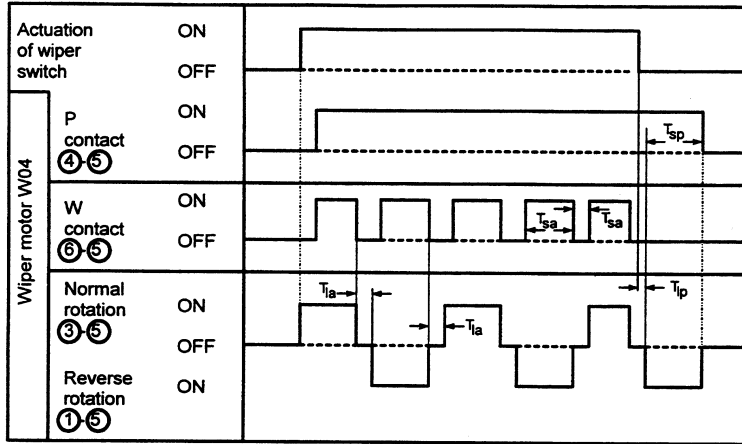 Actuation of wiper switch
ON
OFF
Wiper motor W04
P contact
④-⑤
ON
OFF
Tsp
W contact
⑥-⑤
ON
OFF
Tsa
Tsa
Normal rotation
③-⑤
ON
OFF
Tla
Tla
Tlp
Reverse rotation
①-⑤
ON